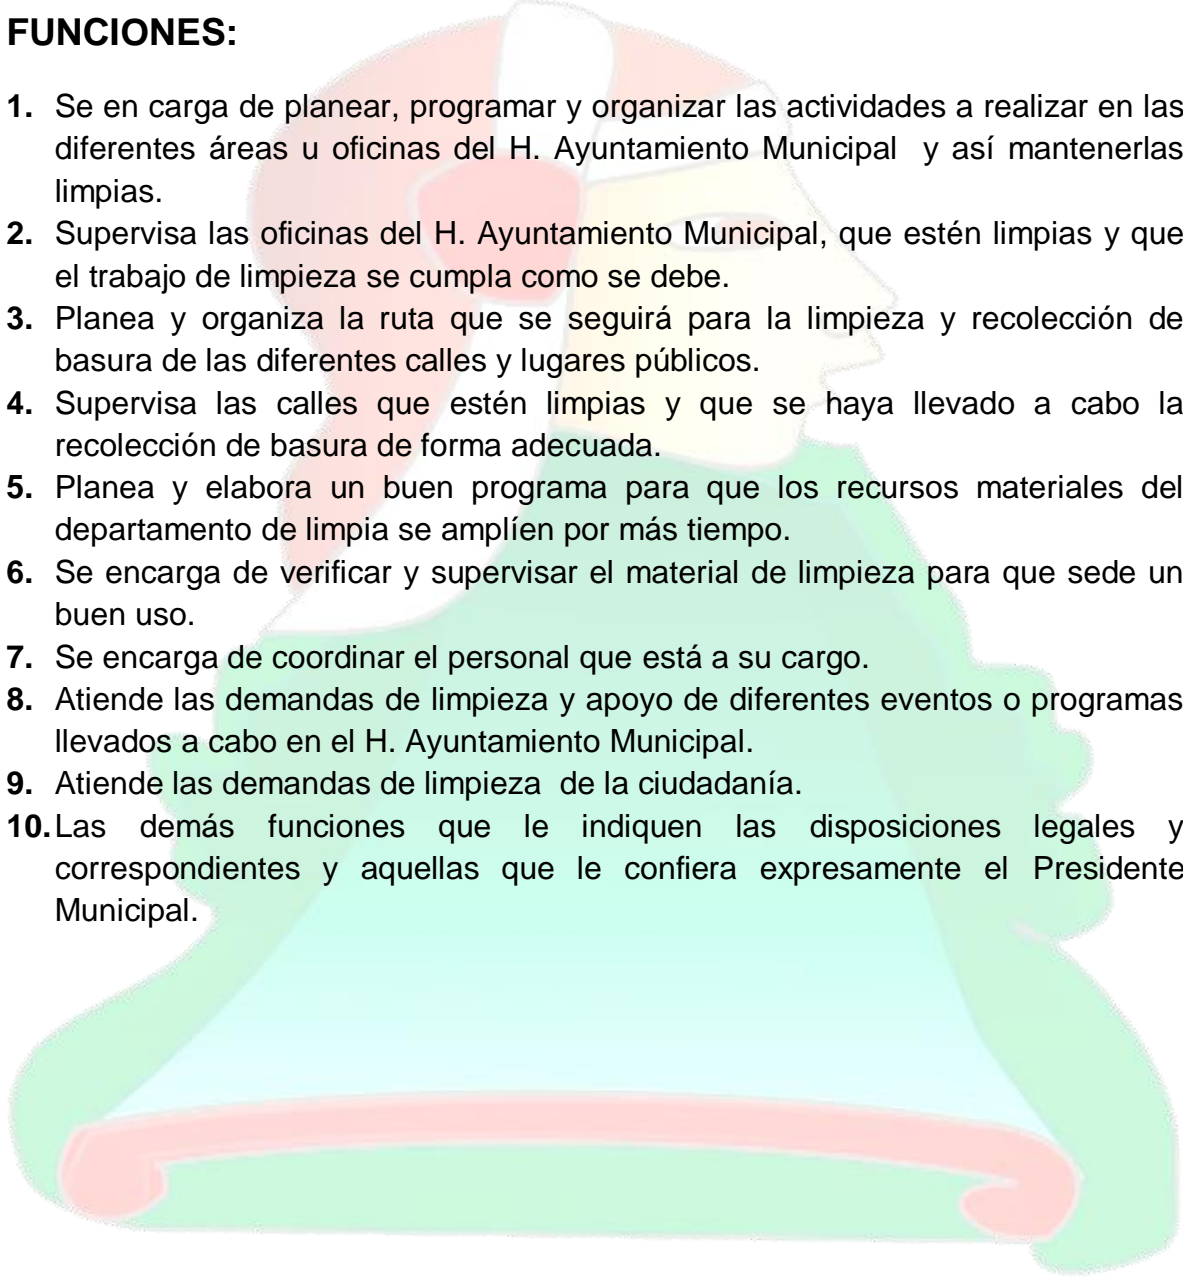 FUNCIONES:
1. Se en carga de planear, programar y organizar las actividades a realizar en las
diferentes áreas u oficinas del H. Ayuntamiento Municipal  y así mantenerlas
limpias.
2. Supervisa las oficinas del H. Ayuntamiento Municipal, que estén limpias y que
el trabajo de limpieza se cumpla como se debe.
3. Planea y organiza la ruta que se seguirá para la limpieza y recolección de
basura de las diferentes calles y lugares públicos.
4. Supervisa las calles que estén limpias y que se haya llevado a cabo la
recolección de basura de forma adecuada.
5. Planea y elabora un buen programa para que los recursos materiales del
departamento de limpia se amplíen por más tiempo.
6. Se encarga de verificar y supervisar el material de limpieza para que sede un
buen uso.
7. Se encarga de coordinar el personal que está a su cargo.
8. Atiende las demandas de limpieza y apoyo de diferentes eventos o programas
llevados a cabo en el H. Ayuntamiento Municipal.
9. Atiende las demandas de limpieza  de la ciudadanía.
10. Las demás funciones que le indiquen las disposiciones legales y
correspondientes y aquellas que le confiera expresamente el Presidente
Municipal.